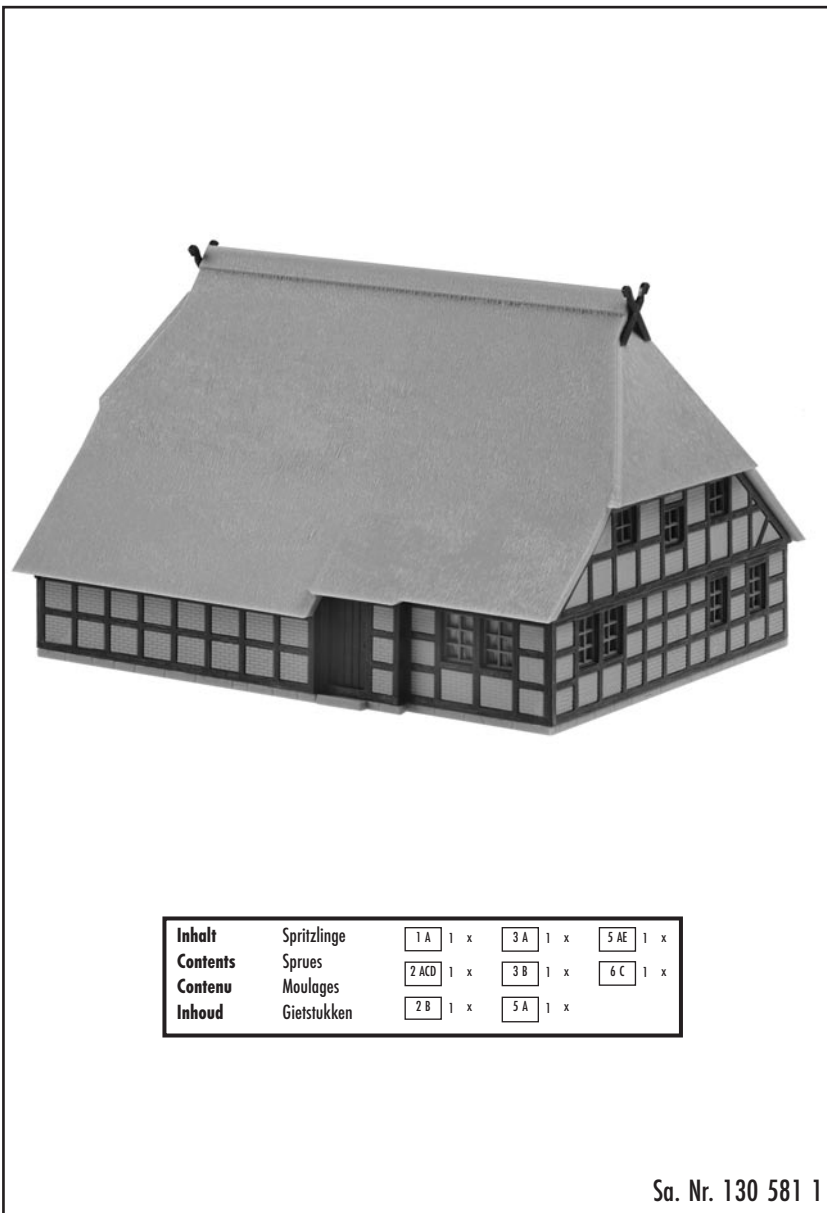 Inhalt Spritzlinge 1 A 1 x 3 A 1 x 5 AE 1 x
Contents Sprues 2 ACD 1 x 3 B 1 x 6 C 1 x
Contenu Moulages
Inhoud Gietstukken 2 B 1 x 5 A 1 x
Sa. Nr. 130 581 1